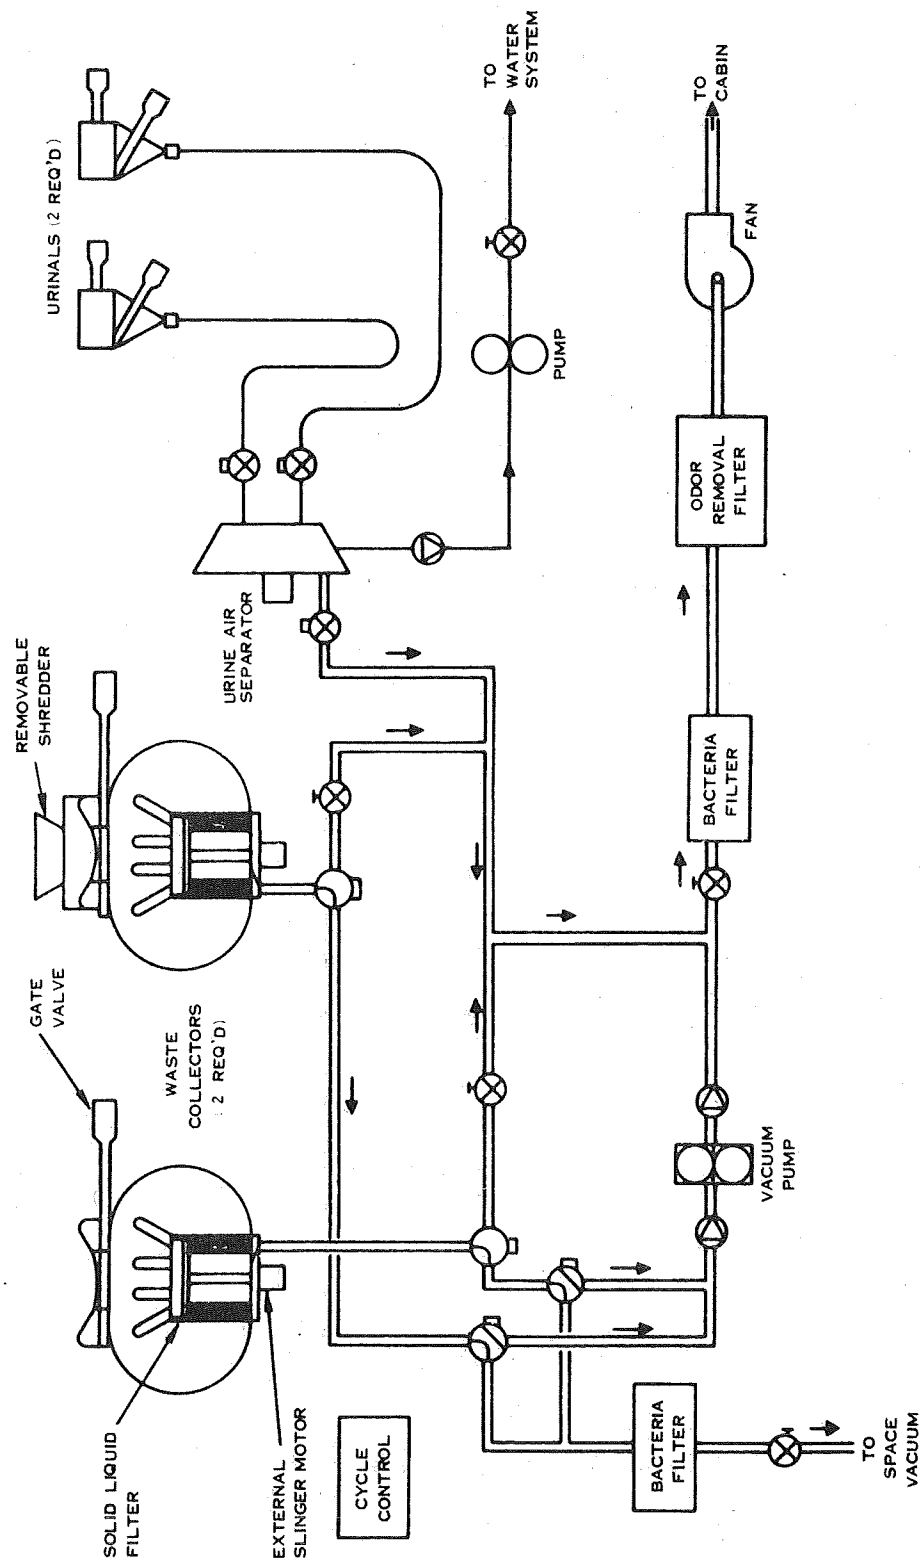 SOLID LIQUID
FILTER
GATE
VALVE
REMOVABLE
SHREDDER
URINALS (2 REQ'D)
EXTERNAL
SLINGER MOTOR
WASTE
COLLECTORS
2 REQ'D)
URINE AIR
SEPARATOR
CYCLE
CONTROL
TO
WATER
SYSTEM
PUMP
BACTERIA
FILTER
VACUUM
PUMP
BACTERIA
FILTER
ODOR
REMOVAL
FILTER
FAN
TO
CABIN
TO
SPACE
VACUUM